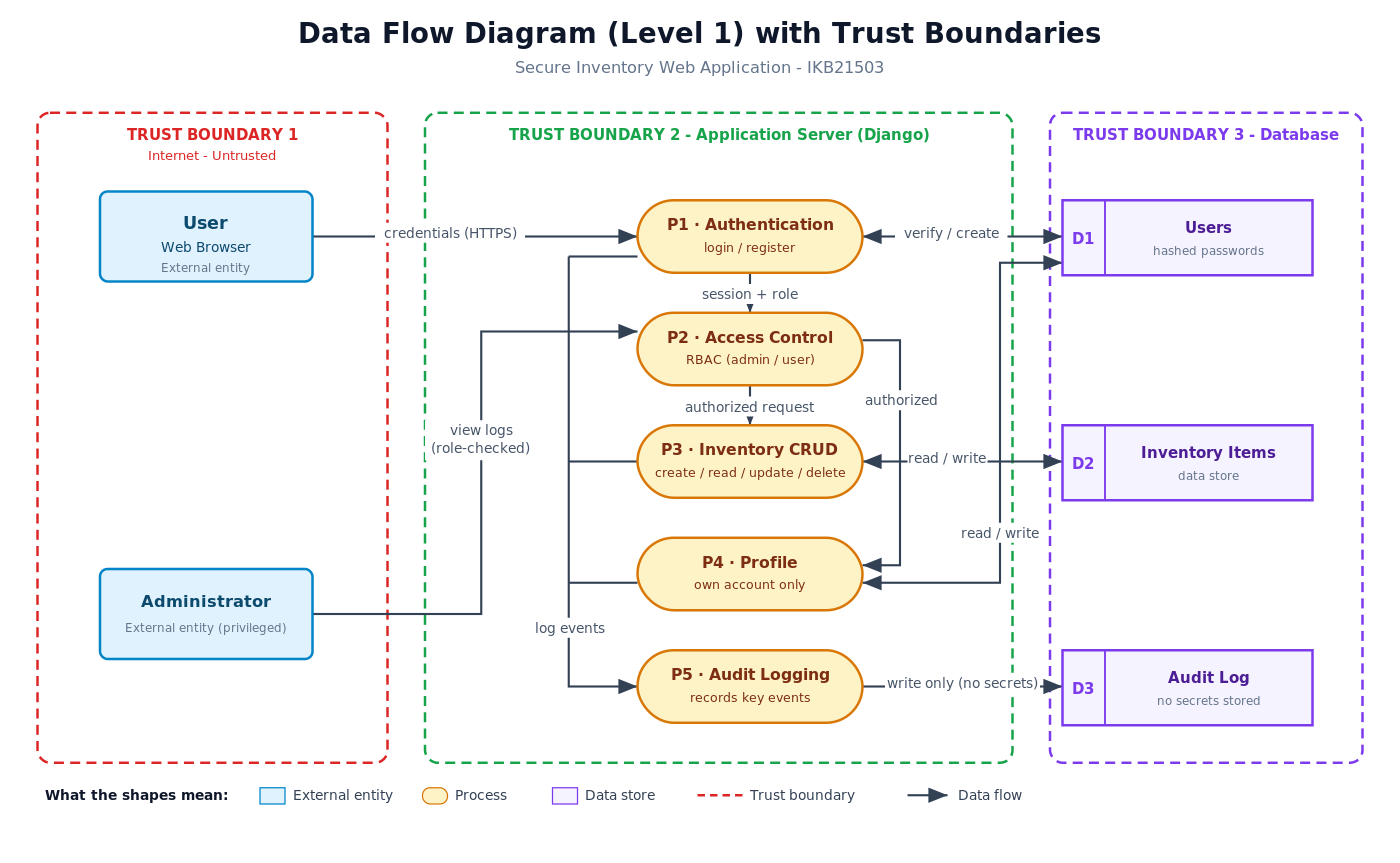 Data Flow Diagram (Level 1) with Trust Boundaries
Secure Inventory Web Application - IKB21503
TRUST BOUNDARY 1
Internet - Untrusted
TRUST BOUNDARY 2 - Application Server (Django)
TRUST BOUNDARY 3 - Database
User
Web Browser
External entity
credentials (HTTPS)
P1 · Authentication
login / register
verify / create
D1
Users
hashed passwords
session + role
P2 · Access Control
RBAC (admin / user)
authorized request
authorized
view logs
(role-checked)
P3 · Inventory CRUD
create / read / update / delete
read / write
D2
Inventory Items
data store
read / write
P4 · Profile
own account only
Administrator
External entity (privileged)
log events
P5 · Audit Logging
records key events
write only (no secrets)
D3
Audit Log
no secrets stored
What the shapes mean:
External entity
Process
Data store
Trust boundary
Data flow